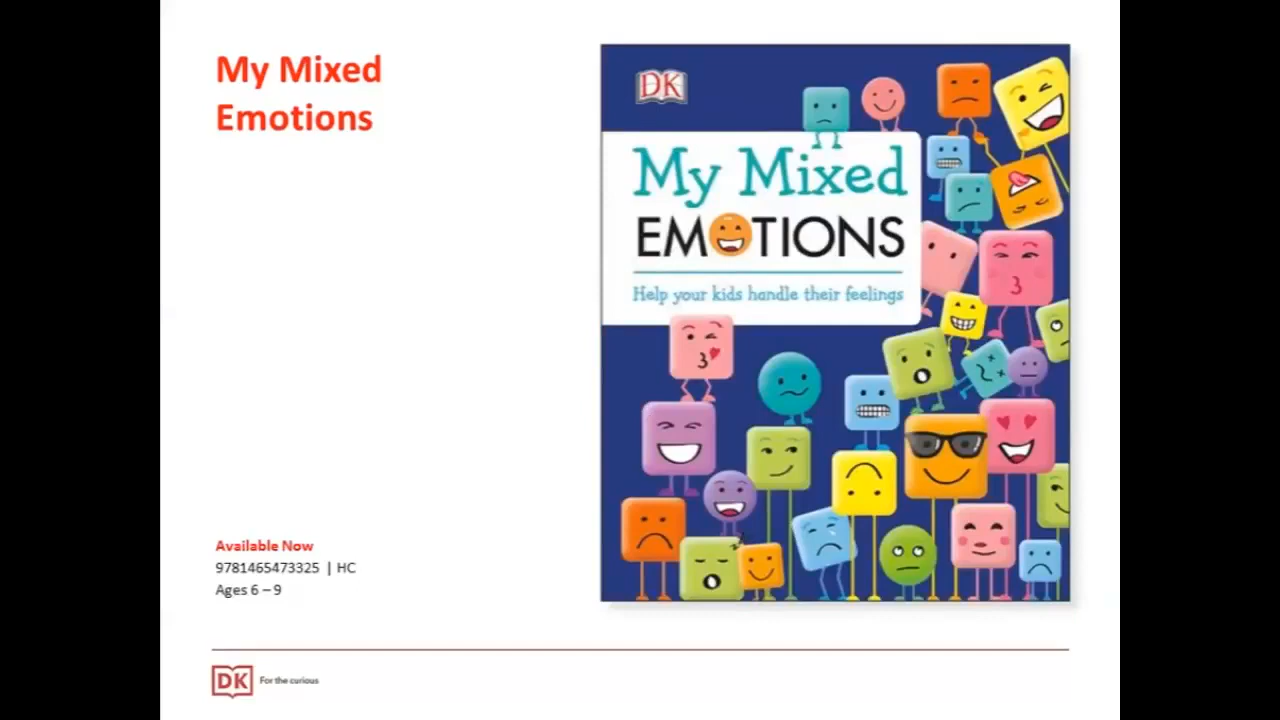 My Mixed
Emotions
DK
My Mixed
EMOTIONS
Help your kids handle their feelings
Available Now
9781465473325 | HC
Ages 6 – 9
DK
For the curious